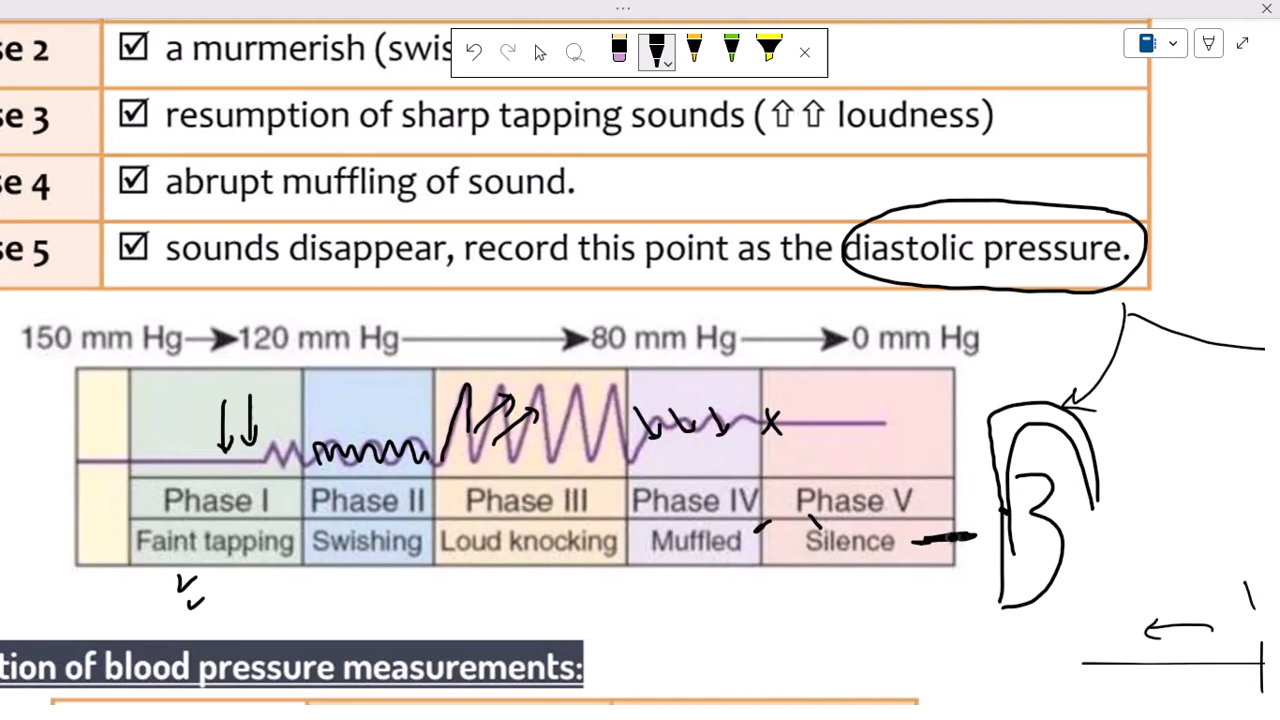 se 2 ☑ a murmerish (swis
se 3 ☑ resumption of sharp tapping sounds (⇧⇧ loudness)
se 4 ☑ abrupt muffling of sound.
se 5 ☑ sounds disappear, record this point as the diastolic pressure.
150 mm Hg 120 mm Hg 80 mm Hg 0 mm Hg
Phase I Phase II Phase III Phase IV Phase V
Faint tapping Swishing Loud knocking Muffled Silence
tion of blood pressure measurements: